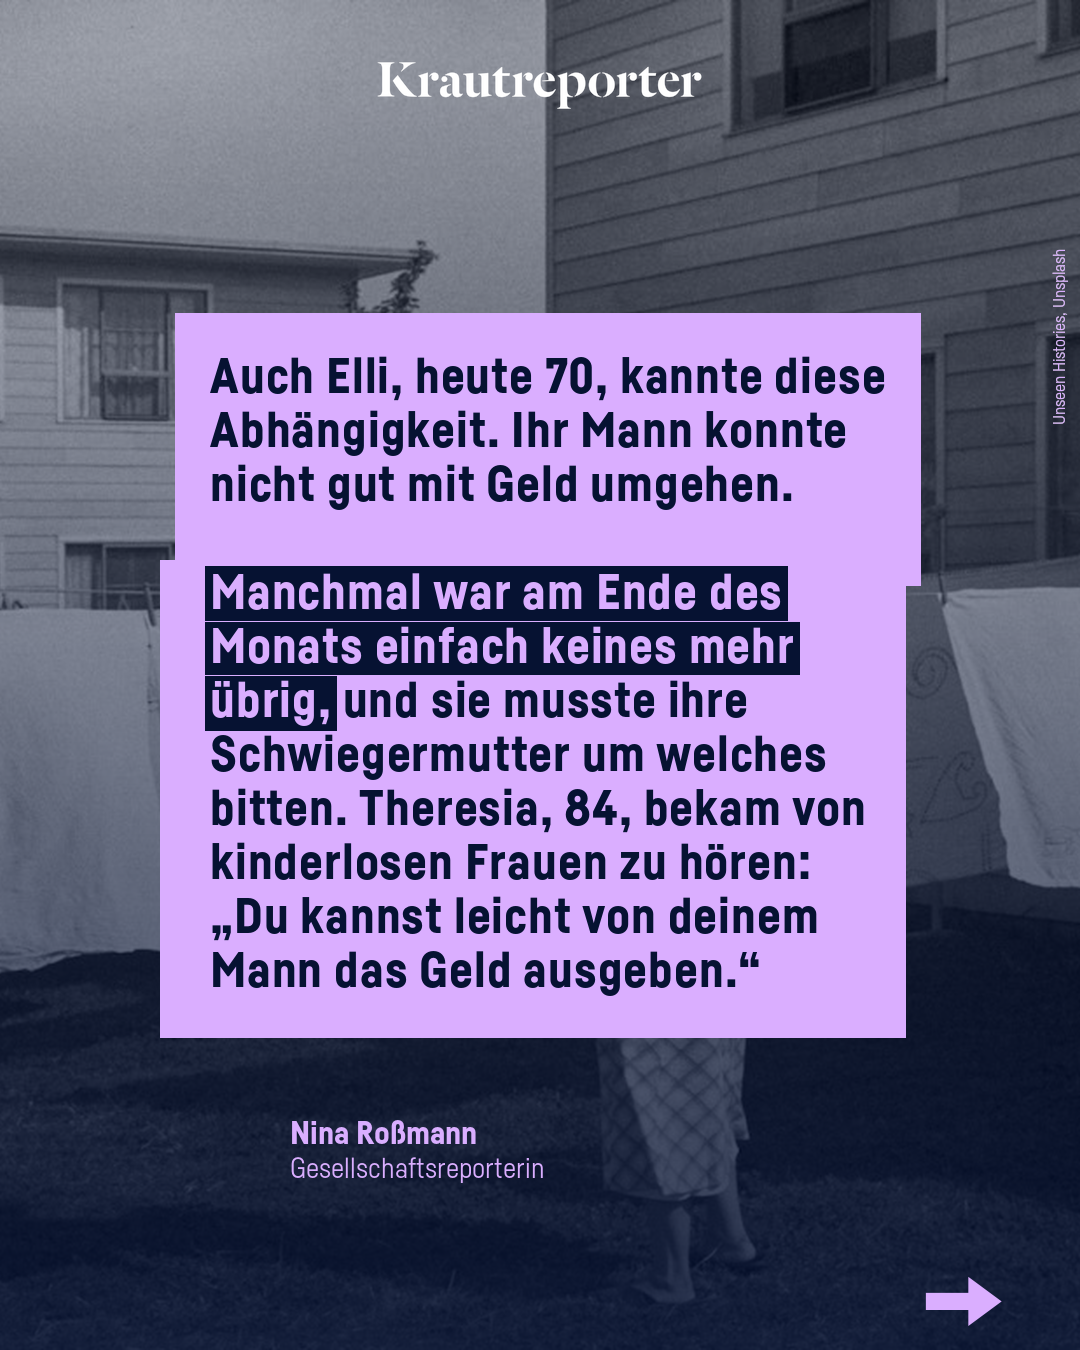 Krautreporter
Unseen Histories, Unsplash
Auch Elli, heute 70, kannte diese
Abhängigkeit. Ihr Mann konnte
nicht gut mit Geld umgehen.
Manchmal war am Ende des
Monats einfach keines mehr
übrig, und sie musste ihre
Schwiegermutter um welches
bitten. Theresia, 84, bekam von
kinderlosen Frauen zu hören:
„Du kannst leicht von deinem
Mann das Geld ausgeben.“
Nina Roßmann
Gesellschaftsreporterin